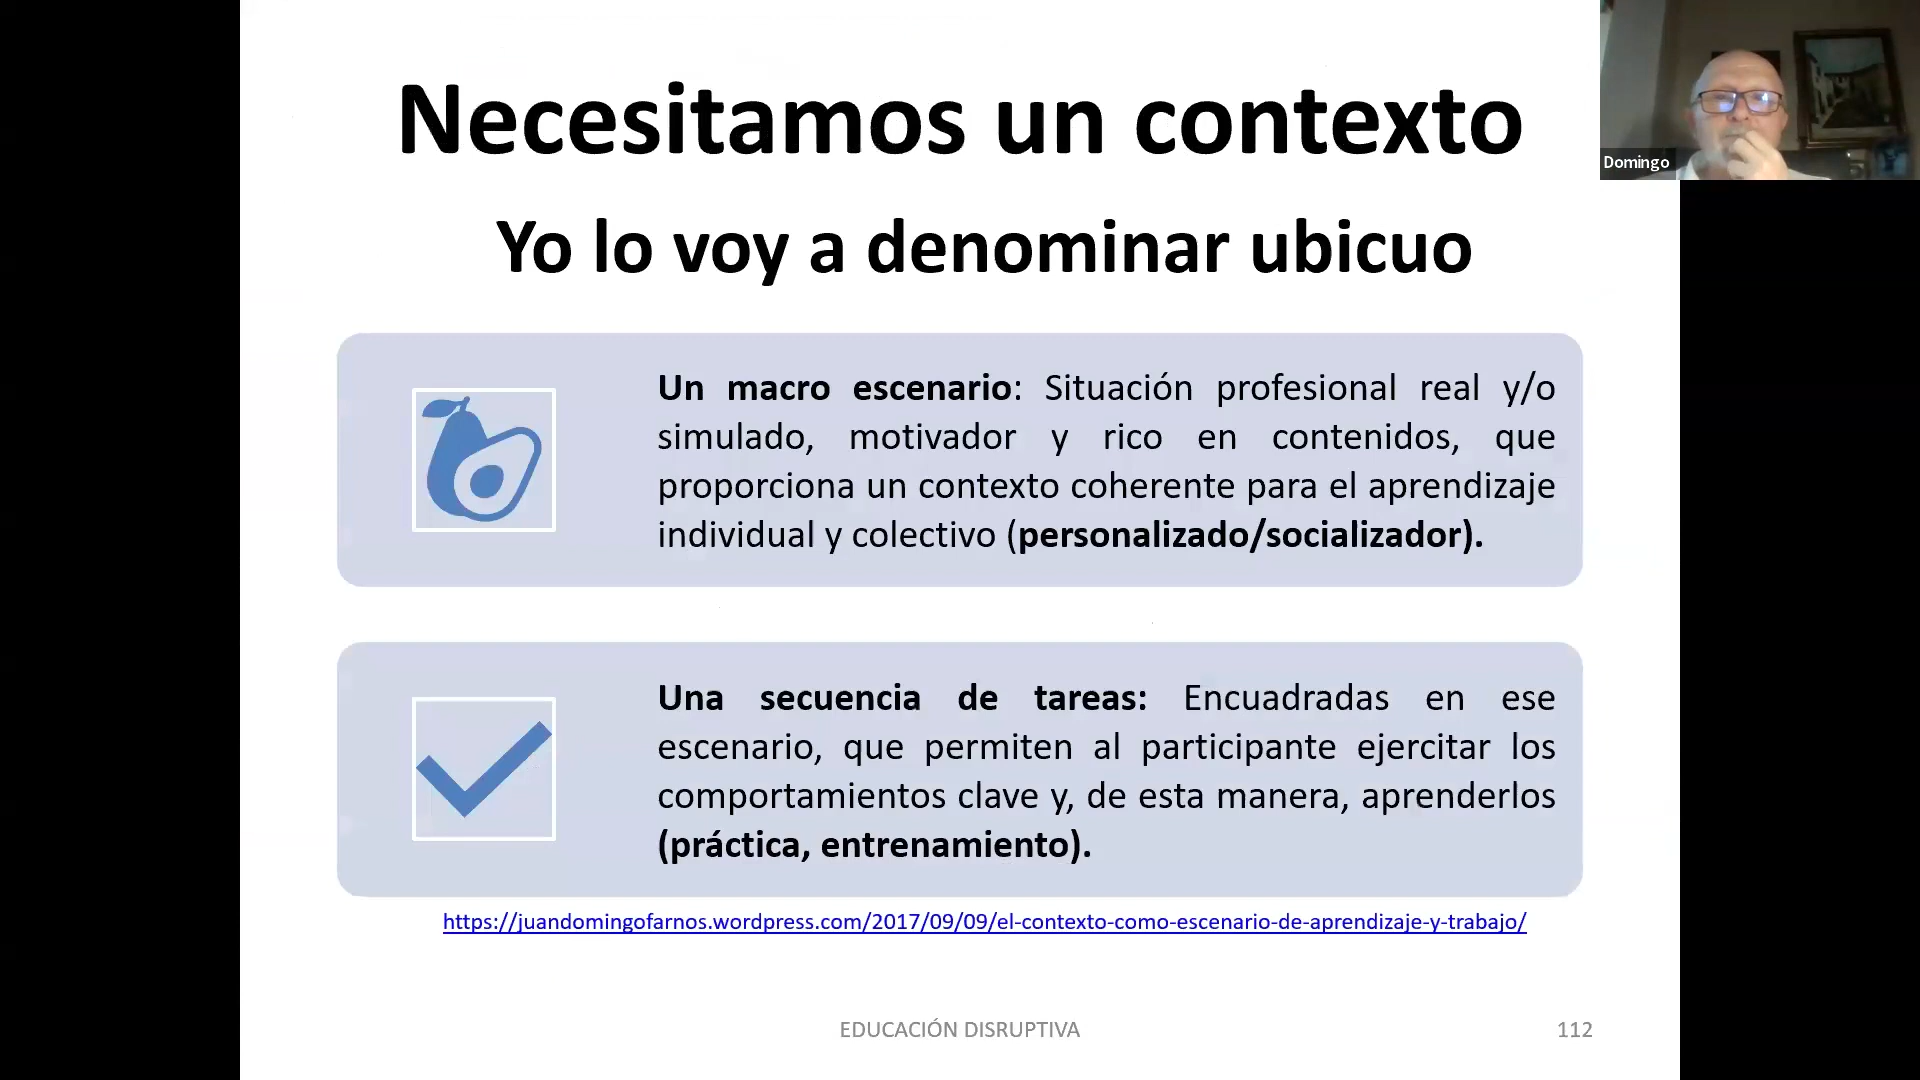 Necesitamos un contexto
Yo lo voy a denominar ubicuo
Domingo
Un macro escenario: Situación profesional real y/o
simulado, motivador y rico en contenidos, que
proporciona un contexto coherente para el aprendizaje
individual y colectivo (personalizado/socializador).
Una secuencia de tareas: Encuadradas en ese
escenario, que permiten al participante ejercitar los
comportamientos clave y, de esta manera, aprenderlos
(práctica, entrenamiento).
https://juandomingofarnos.wordpress.com/2017/09/09/el-contexto-como-escenario-de-aprendizaje-y-trabajo/
EDUCACIÓN DISRUPTIVA
112